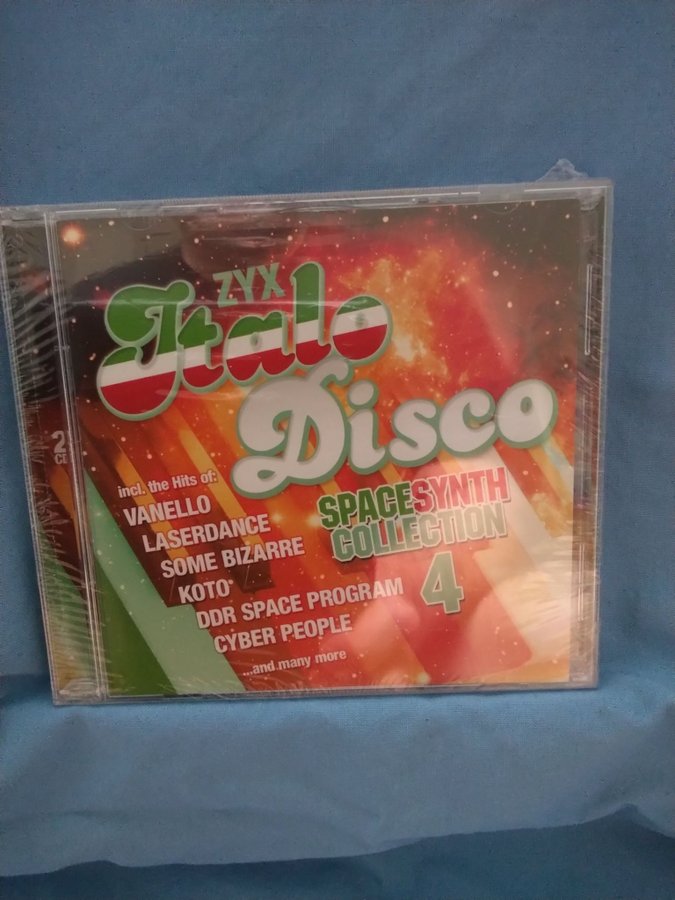 ZYX
Italo
Disco
SPACESYNTH
COLLECTION
4
2
CD
incl. the Hits of:
VANELLO
LASERDANCE
SOME BIZARRE
KOTO
DDR SPACE PROGRAM
CYBER PEOPLE
...and many more